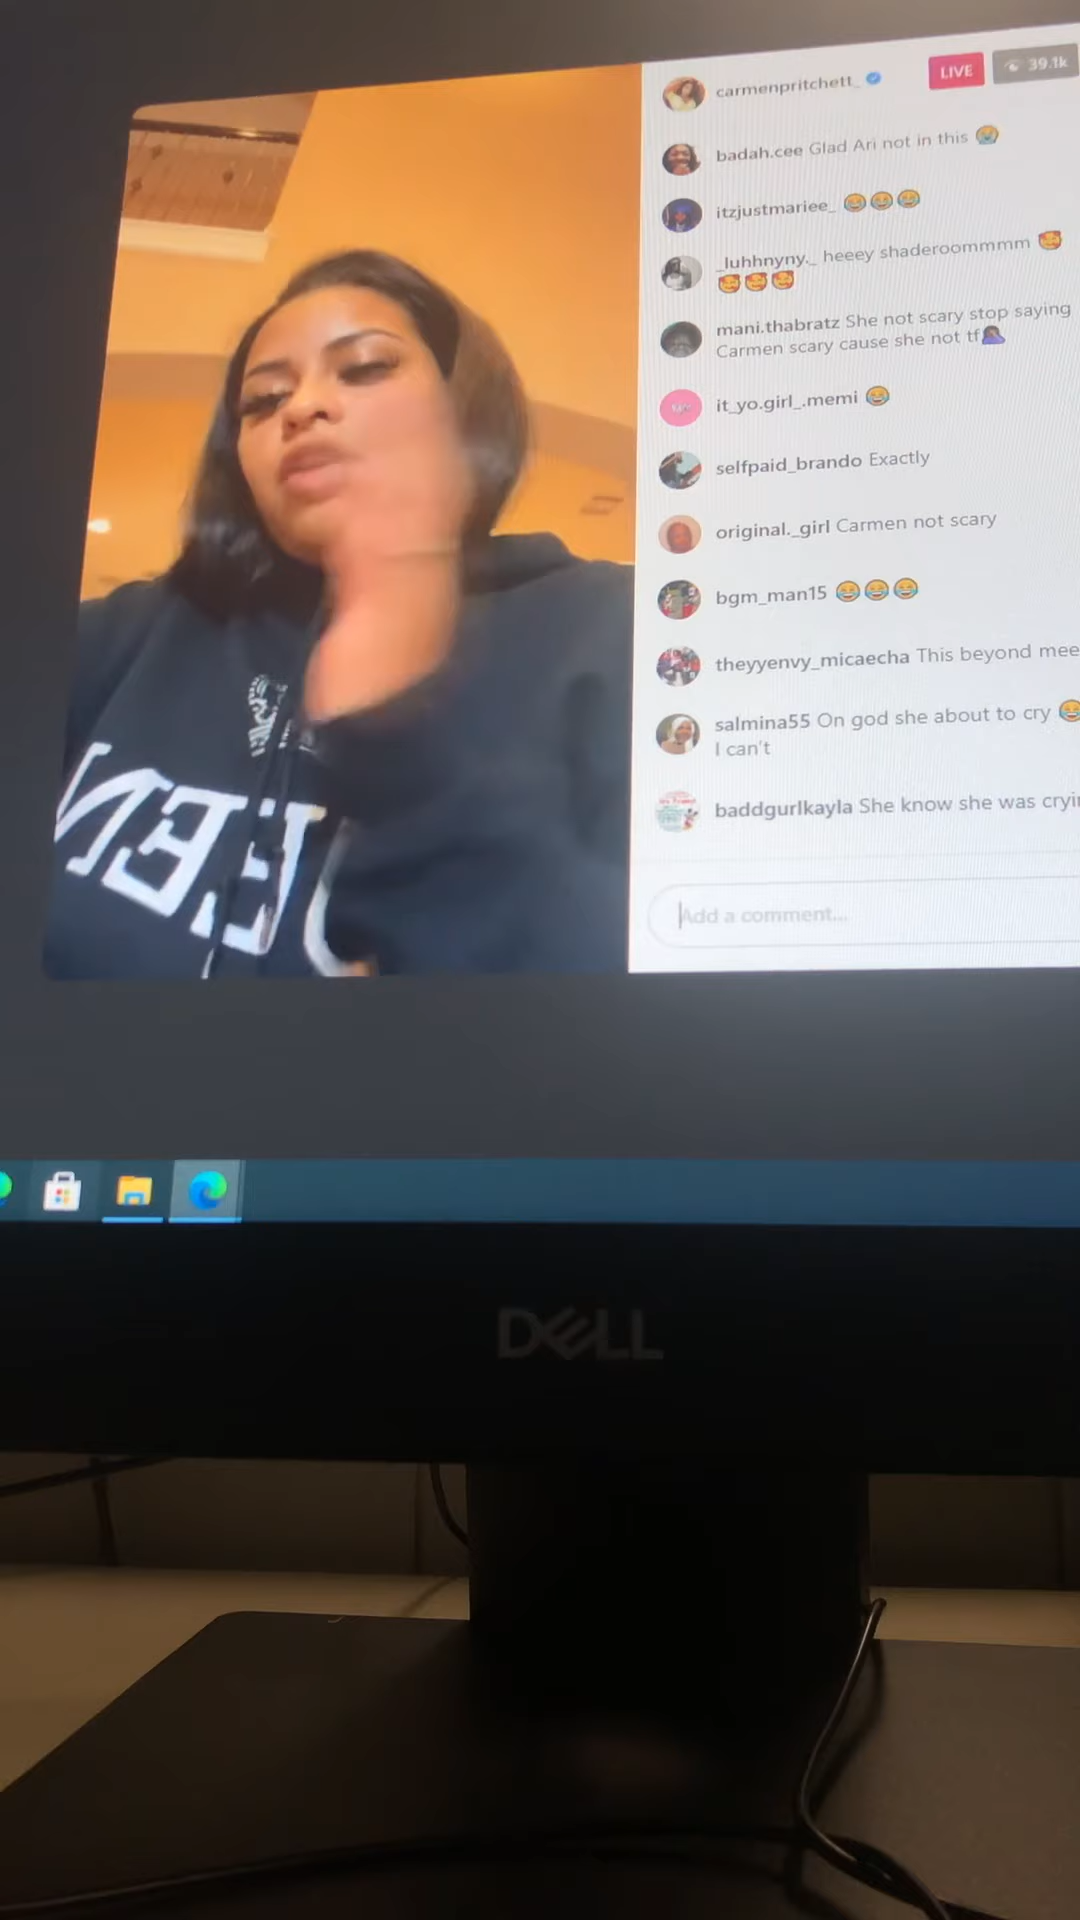 carmenpritchett_
LIVE
39.1k
badah.cee Glad Ari not in this 😭
itzjustmariee_ 😂😂😂
_luhhnyny._ heeey shaderoommmm 🥰
🥰🥰🥰
mani.thabratz She not scary stop saying
Carmen scary cause she not tf🤦🏾‍♀️
it_yo.girl_.memi 😂
selfpaid_brando Exactly
original._girl Carmen not scary
bgm_man15 😂😂😂
theyyenvy_micaecha This beyond mee
salmina55 On god she about to cry 😂
I can't
baddgurlkayla She know she was cryi
Add a comment...
DELL